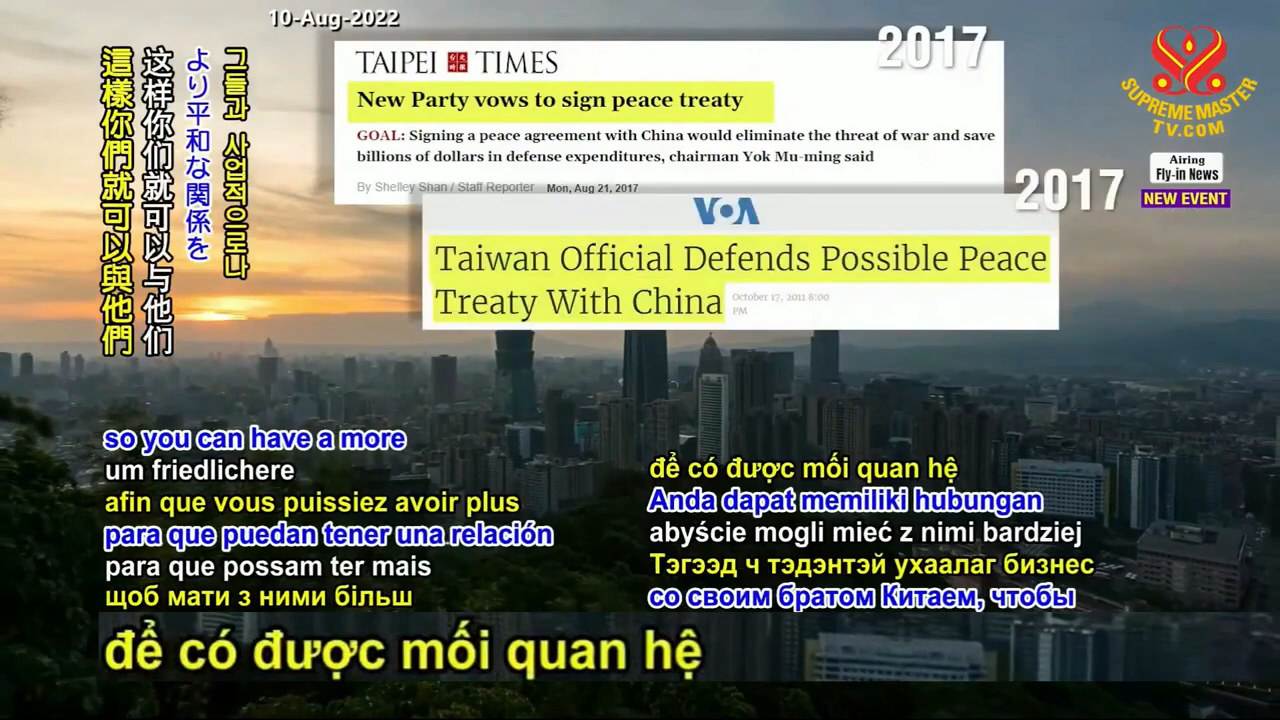 10-Aug-2022
2017
TAIPEI TIMES
New Party vows to sign peace treaty
GOAL: Signing a peace agreement with China would eliminate the threat of war and save
billions of dollars in defense expenditures, chairman Yok Mu-ming said
By Shelley Shan / Staff Reporter Mon, Aug 21, 2017
2017
VOA
Taiwan Official Defends Possible Peace
Treaty With China
October 17, 2011 8:00
PM
SUPREME MASTER
TV.COM
Airing
Fly-in News
NEW EVENT
그들과 사업적으로나
より平和な関係を
这样你们就可以与他们
這樣你們就可以與他們
so you can have a more
um friedlichere
afin que vous puissiez avoir plus
para que puedan tener una relación
para que possam ter mais
щоб мати з ними більш
để có được mối quan hệ
Anda dapat memiliki hubungan
abyście mogli mieć z nimi bardziej
Тэгээд ч тэдэнтэй ухаалаг бизнес
со своим братом Китаем, чтобы
để có được mối quan hệ